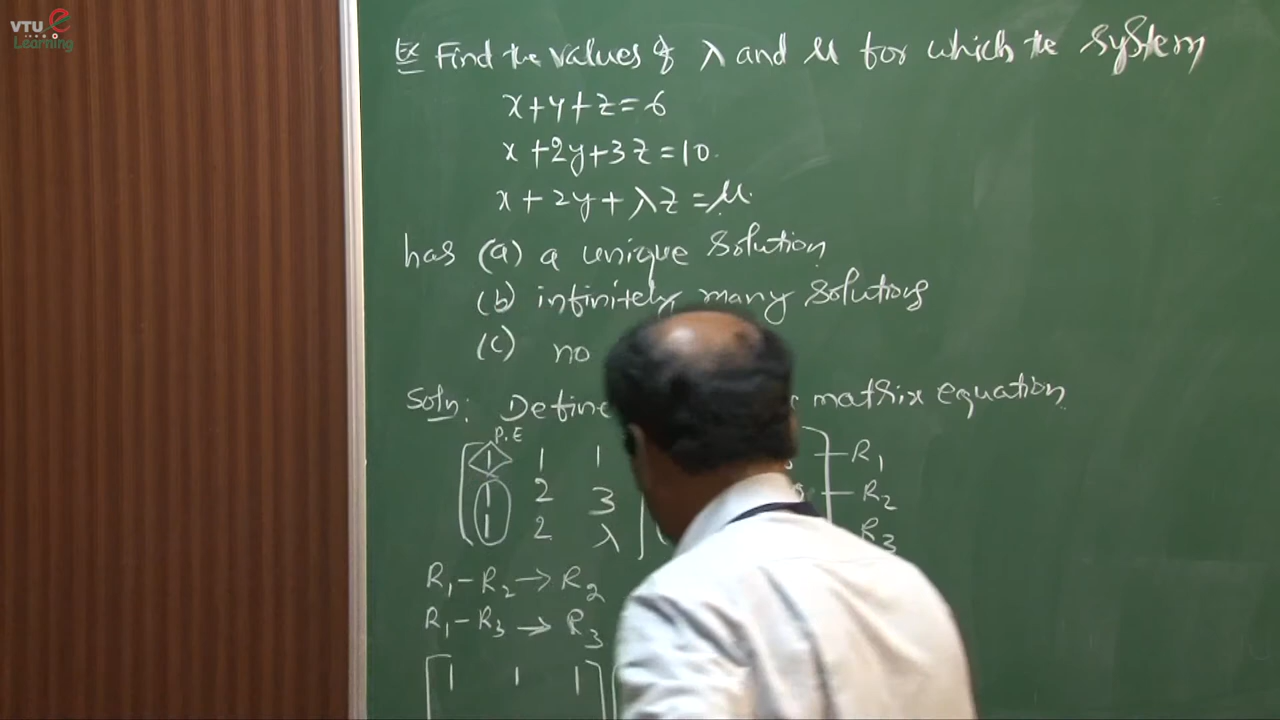 VTU e
Learning
Ex Find the values of λ and μ for which the system
x+y+z=6
x+2y+3z=10.
x+2y+λz=μ.
has (a) a unique solution
(b) infinitely many solutions
(c) no
Soln: Define matrix equation
P.E
1 1 1 R1
1 2 3 R2
1 2 λ R3
R1-R2→R2
R1-R3→R3
1 1 1